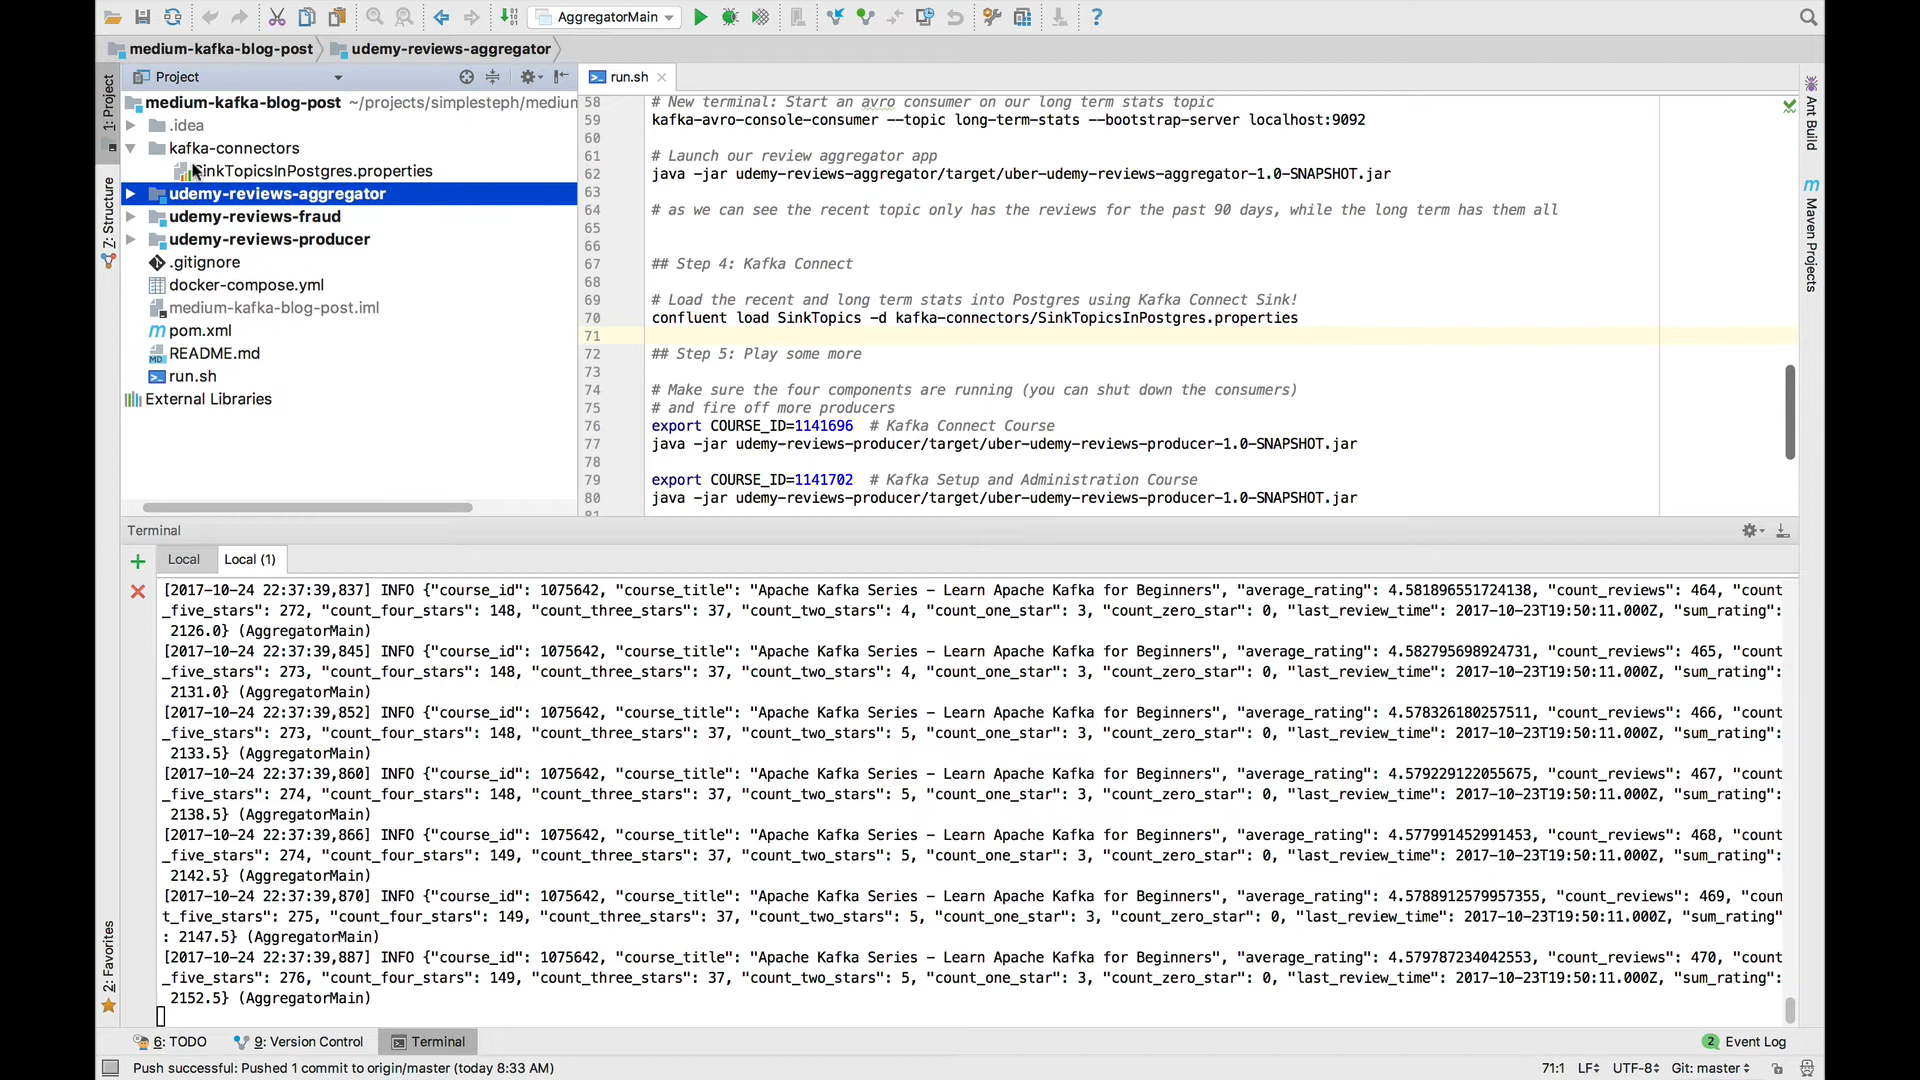 AggregatorMain
medium-kafka-blog-post
udemy-reviews-aggregator
Project
run.sh
1: Project
Z: Structure
2: Favorites
medium-kafka-blog-post ~/projects/simplesteph/medium
.idea
kafka-connectors
SinkTopicsInPostgres.properties
udemy-reviews-aggregator
udemy-reviews-fraud
udemy-reviews-producer
.gitignore
docker-compose.yml
medium-kafka-blog-post.iml
pom.xml
README.md
run.sh
External Libraries
58 # New terminal: Start an avro consumer on our long term stats topic
59 kafka-avro-console-consumer --topic long-term-stats --bootstrap-server localhost:9092
60
61 # Launch our review aggregator app
62 java -jar udemy-reviews-aggregator/target/uber-udemy-reviews-aggregator-1.0-SNAPSHOT.jar
63
64 # as we can see the recent topic only has the reviews for the past 90 days, while the long term has them all
65
66
67 ## Step 4: Kafka Connect
68
69 # Load the recent and long term stats into Postgres using Kafka Connect Sink!
70 confluent load SinkTopics -d kafka-connectors/SinkTopicsInPostgres.properties
71
72 ## Step 5: Play some more
73
74 # Make sure the four components are running (you can shut down the consumers)
75 # and fire off more producers
76 export COURSE_ID=1141696 # Kafka Connect Course
77 java -jar udemy-reviews-producer/target/uber-udemy-reviews-producer-1.0-SNAPSHOT.jar
78
79 export COURSE_ID=1141702 # Kafka Setup and Administration Course
80 java -jar udemy-reviews-producer/target/uber-udemy-reviews-producer-1.0-SNAPSHOT.jar
81
Ant Build
Maven Projects
Terminal
Local
Local (1)
[2017-10-24 22:37:39,837] INFO {"course_id": 1075642, "course_title": "Apache Kafka Series – Learn Apache Kafka for Beginners", "average_rating": 4.581896551724138, "count_reviews": 464, "count
_five_stars": 272, "count_four_stars": 148, "count_three_stars": 37, "count_two_stars": 4, "count_one_star": 3, "count_zero_star": 0, "last_review_time": 2017-10-23T19:50:11.000Z, "sum_rating":
2126.0} (AggregatorMain)
[2017-10-24 22:37:39,845] INFO {"course_id": 1075642, "course_title": "Apache Kafka Series – Learn Apache Kafka for Beginners", "average_rating": 4.582795698924731, "count_reviews": 465, "count
_five_stars": 273, "count_four_stars": 148, "count_three_stars": 37, "count_two_stars": 4, "count_one_star": 3, "count_zero_star": 0, "last_review_time": 2017-10-23T19:50:11.000Z, "sum_rating":
2131.0} (AggregatorMain)
[2017-10-24 22:37:39,852] INFO {"course_id": 1075642, "course_title": "Apache Kafka Series – Learn Apache Kafka for Beginners", "average_rating": 4.578326180257511, "count_reviews": 466, "count
_five_stars": 273, "count_four_stars": 148, "count_three_stars": 37, "count_two_stars": 5, "count_one_star": 3, "count_zero_star": 0, "last_review_time": 2017-10-23T19:50:11.000Z, "sum_rating":
2133.5} (AggregatorMain)
[2017-10-24 22:37:39,860] INFO {"course_id": 1075642, "course_title": "Apache Kafka Series – Learn Apache Kafka for Beginners", "average_rating": 4.579229122055675, "count_reviews": 467, "count
_five_stars": 274, "count_four_stars": 148, "count_three_stars": 37, "count_two_stars": 5, "count_one_star": 3, "count_zero_star": 0, "last_review_time": 2017-10-23T19:50:11.000Z, "sum_rating":
2138.5} (AggregatorMain)
[2017-10-24 22:37:39,866] INFO {"course_id": 1075642, "course_title": "Apache Kafka Series – Learn Apache Kafka for Beginners", "average_rating": 4.577991452991453, "count_reviews": 468, "count
_five_stars": 274, "count_four_stars": 149, "count_three_stars": 37, "count_two_stars": 5, "count_one_star": 3, "count_zero_star": 0, "last_review_time": 2017-10-23T19:50:11.000Z, "sum_rating":
2142.5} (AggregatorMain)
[2017-10-24 22:37:39,870] INFO {"course_id": 1075642, "course_title": "Apache Kafka Series – Learn Apache Kafka for Beginners", "average_rating": 4.5788912579957355, "count_reviews": 469, "coun
t_five_stars": 275, "count_four_stars": 149, "count_three_stars": 37, "count_two_stars": 5, "count_one_star": 3, "count_zero_star": 0, "last_review_time": 2017-10-23T19:50:11.000Z, "sum_rating"
: 2147.5} (AggregatorMain)
[2017-10-24 22:37:39,887] INFO {"course_id": 1075642, "course_title": "Apache Kafka Series – Learn Apache Kafka for Beginners", "average_rating": 4.579787234042553, "count_reviews": 470, "count
_five_stars": 276, "count_four_stars": 149, "count_three_stars": 37, "count_two_stars": 5, "count_one_star": 3, "count_zero_star": 0, "last_review_time": 2017-10-23T19:50:11.000Z, "sum_rating":
2152.5} (AggregatorMain)
6: TODO
9: Version Control
Terminal
2 Event Log
Push successful: Pushed 1 commit to origin/master (today 8:33 AM)
71:1 LF UTF-8 Git: master